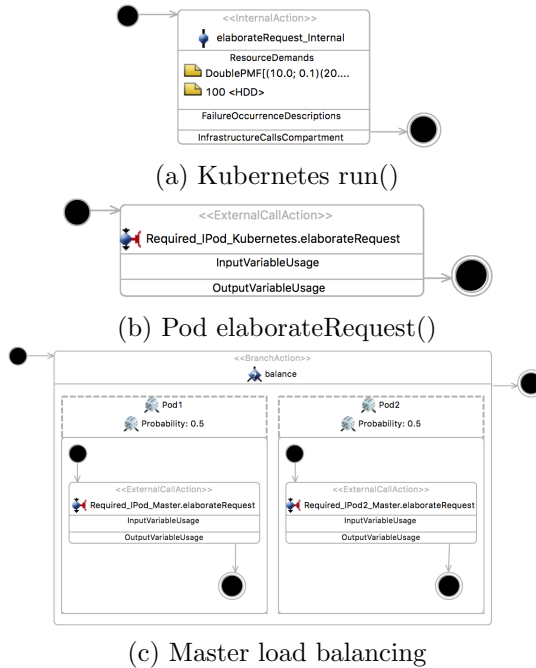 <<InternalAction>>
elaborateRequest_Internal
ResourceDemands
DoublePMF[(10.0; 0.1)(20....
100 <HDD>
FailureOccurrenceDescriptions
InfrastructureCallsCompartment
(a) Kubernetes run()
<<ExternalCallAction>>
Required_IPod_Kubernetes.elaborateRequest
InputVariableUsage
OutputVariableUsage
(b) Pod elaborateRequest()
<<BranchAction>>
balance
Pod1
Probability: 0.5
<<ExternalCallAction>>
Required_IPod_Master.elaborateRequest
InputVariableUsage
OutputVariableUsage
Pod2
Probability: 0.5
<<ExternalCallAction>>
Required_IPod2_Master.elaborateRequest
InputVariableUsage
OutputVariableUsage
(c) Master load balancing